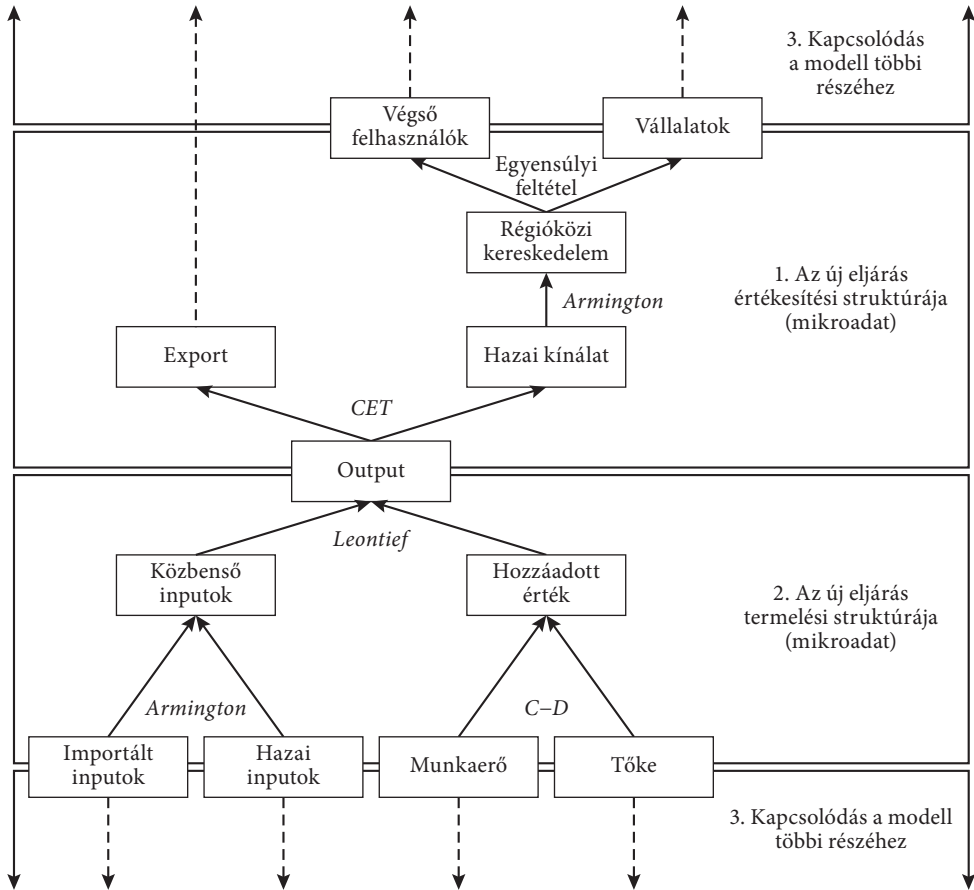 3. Kapcsolódás
a modell többi
részéhez
Végső
felhasználók
Vállalatok
Egyensúlyi
feltétel
Régióközi
kereskedelem
1. Az új eljárás
értékesítési struktúrája
(mikroadat)
Armington
Export
Hazai kínálat
CET
Output
Leontief
Közbenső
inputok
Hozzáadott
érték
2. Az új eljárás
termelési struktúrája
(mikroadat)
Armington
C–D
Importált
inputok
Hazai
inputok
Munkaerő
Tőke
3. Kapcsolódás a modell
többi részéhez